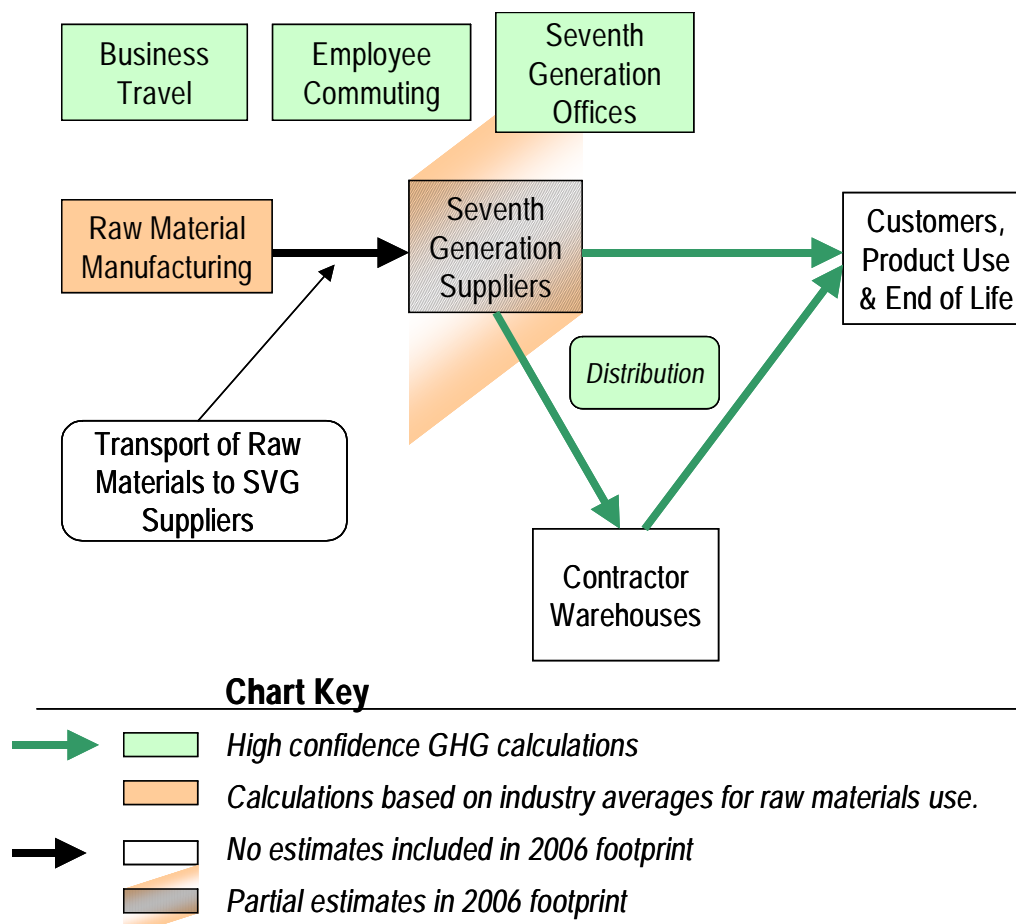 Business
Travel
Employee
Commuting
Seventh
Generation
Offices
Raw Material
Manufacturing
Seventh
Generation
Suppliers
Customers,
Product Use
& End of Life
Distribution
Transport of Raw
Materials to SVG
Suppliers
Contractor
Warehouses
Chart Key
High confidence GHG calculations
Calculations based on industry averages for raw materials use.
No estimates included in 2006 footprint
Partial estimates in 2006 footprint